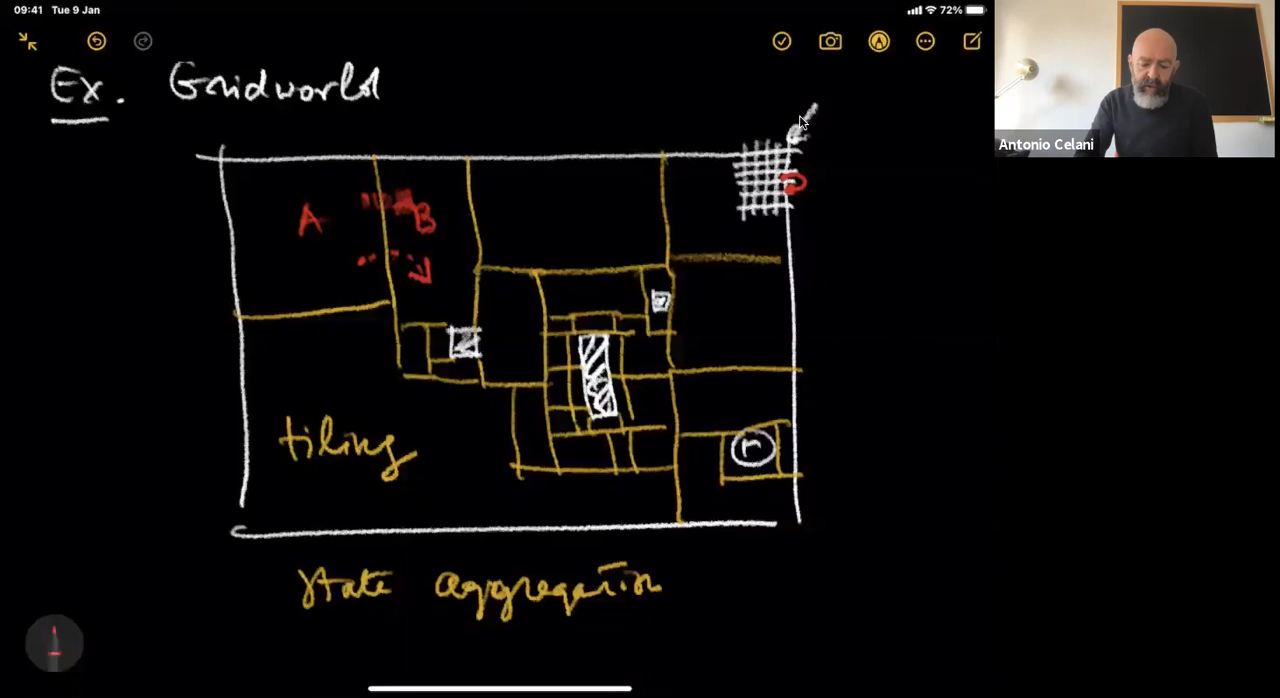 09:41 Tue 9 Jan 72%
Ex. Gridworld
Antonio Celani
A B
tiling
r
state aggregation